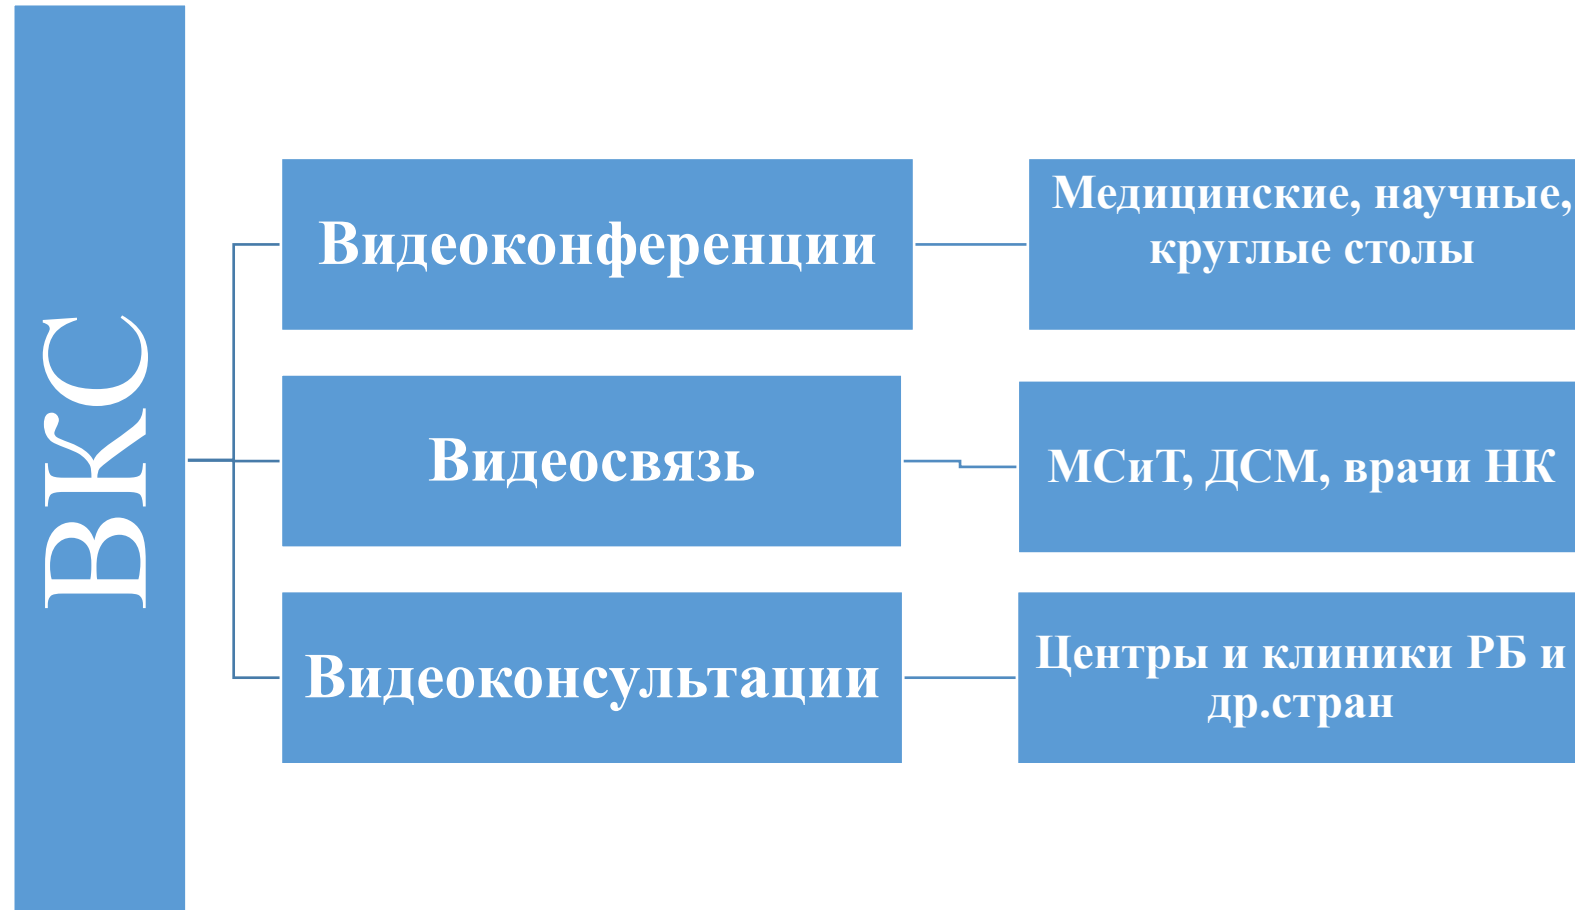 ВКС
Видеоконференции
Медицинские, научные,
круглые столы
Видеосвязь
МСиТ, ДСМ, врачи НК
Видеоконсультации
Центры и клиники РБ и
др.стран